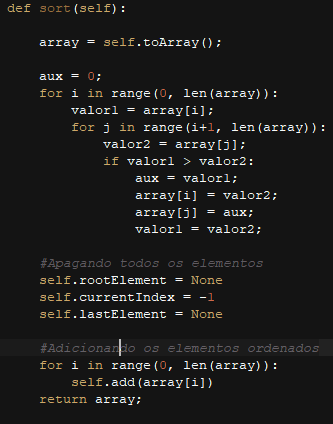 def sort(self):
array = self.toArray();
aux = 0;
for i in range(0, len(array)):
valor1 = array[i];
for j in range(i+1, len(array)):
valor2 = array[j];
if valor1 > valor2:
aux = valor1;
array[i] = valor2;
array[j] = aux;
valor1 = valor2;
#Apagando todos os elementos
self.rootElement = None
self.currentIndex = -1
self.lastElement = None
#Adicionando os elementos ordenados
for i in range(0, len(array)):
self.add(array[i])
return array;